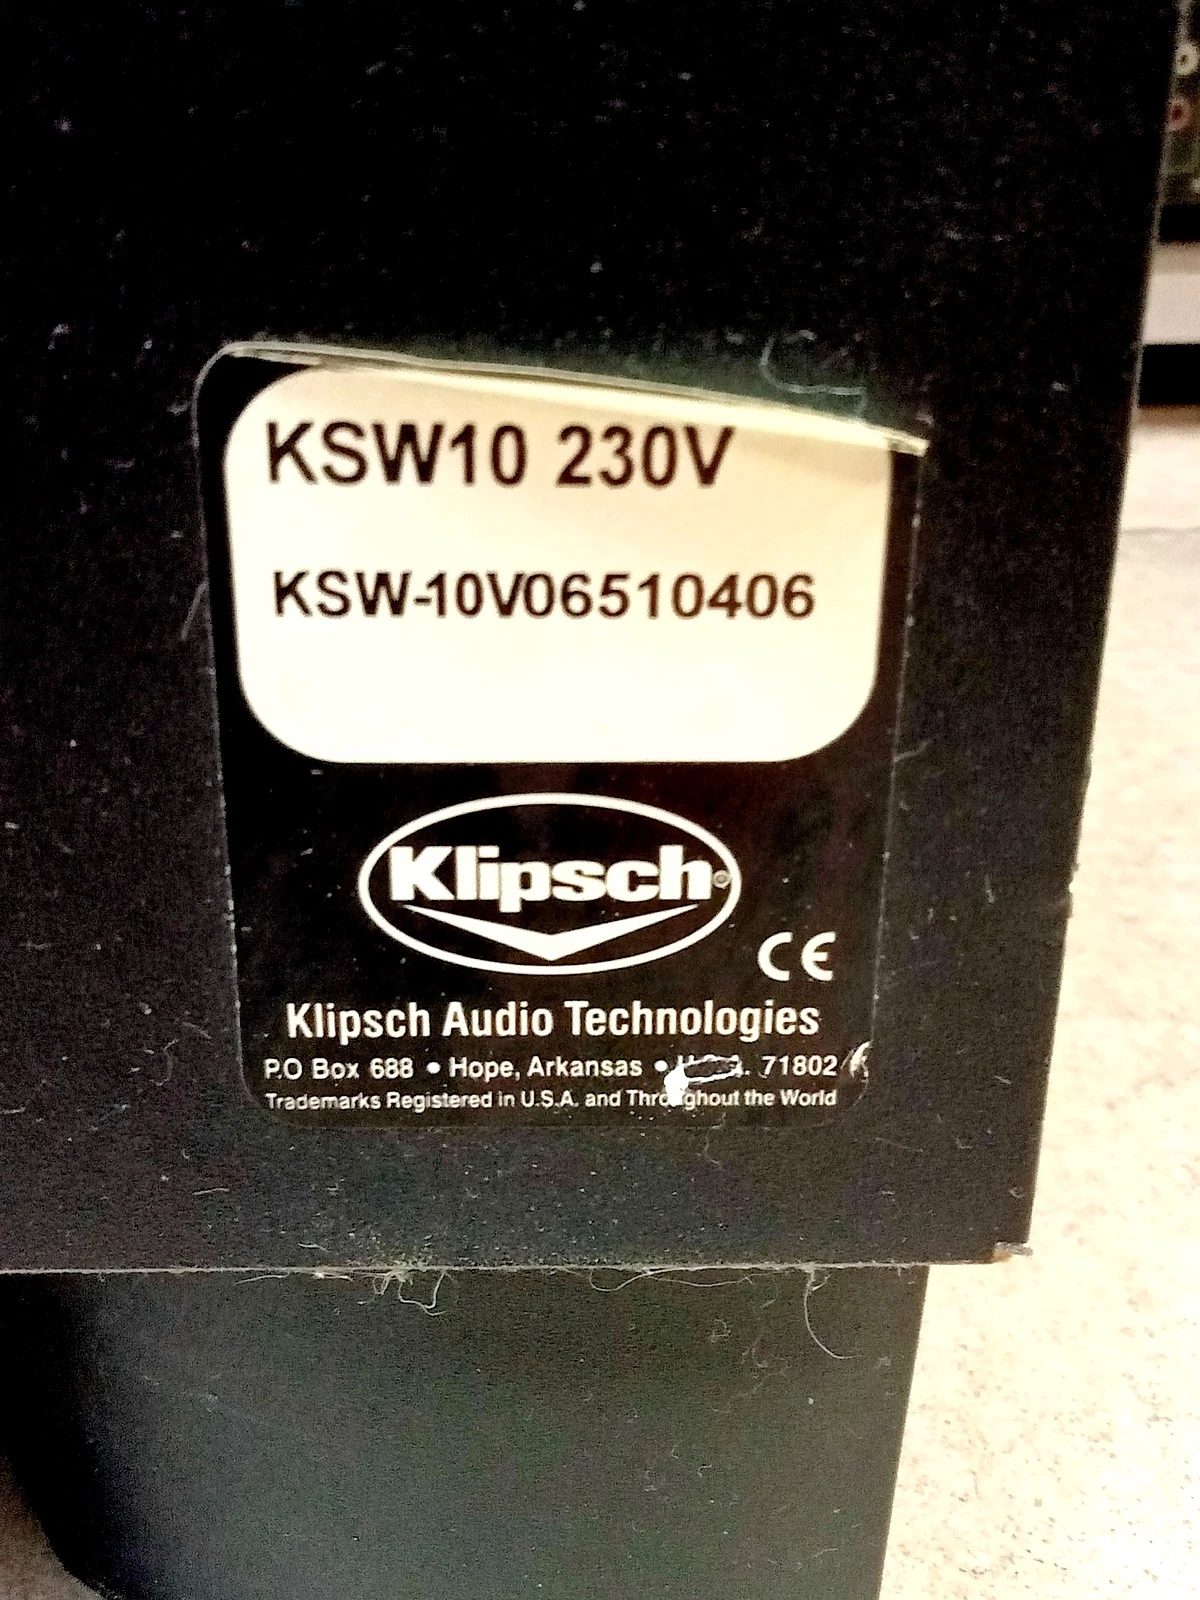 KSW10 230V
KSW-10V06510406
Klipsch®
CE
Klipsch Audio Technologies
P.O Box 688 • Hope, Arkansas • 71802
Trademarks Registered in U.S.A. and Throughout the World